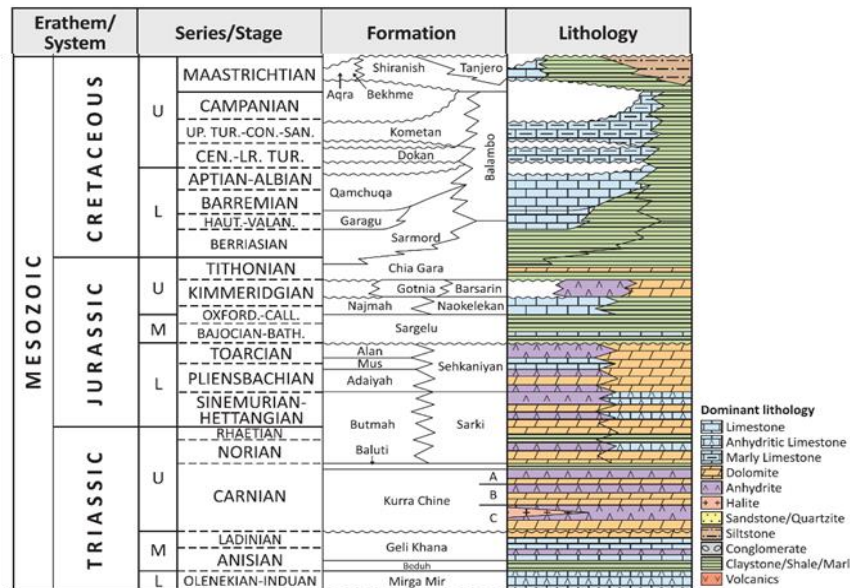 Erathem/
System
Series/Stage
Formation
Lithology
MESOZOIC
CRETACEOUS
U
L
MAASTRICHTIAN
CAMPANIAN
UP. TUR.-CON.-SAN.
CEN.-LR. TUR.
APTIAN-ALBIAN
BARREMIAN
HAUT.-VALAN.
BERRIASIAN
Shiranish
Tanjero
Aqra
Bekhme
Kometan
Dokan
Balambo
Qamchuqa
Garagu
Sarmord
JURASSIC
U
M
L
TITHONIAN
KIMMERIDGIAN
OXFORD.-CALL.
BAJOCIAN-BATH.
TOARCIAN
PLIENSBACHIAN
SINEMURIAN-
HETTANGIAN
Chia Gara
Gotnia
Barsarin
Najmah
Naokelekan
Sargelu
Alan
Mus
Adaiyah
Sehkaniyan
Butmah
Sarki
TRIASSIC
U
M
L
RHAETIAN
NORIAN
CARNIAN
LADINIAN
ANISIAN
OLENEKIAN-INDUAN
Baluti
Kurra Chine
A
B
C
Geli Khana
Beduh
Mirga Mir
Dominant lithology
Limestone
Anhydritic Limestone
Marly Limestone
Dolomite
Anhydrite
Halite
Sandstone/Quartzite
Siltstone
Conglomerate
Claystone/Shale/Marl
Volcanics